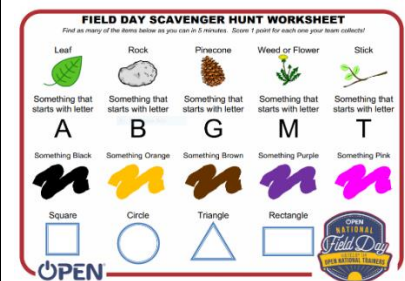 FIELD DAY SCAVENGER HUNT WORKSHEET
Find as many of the items below as you can in 5 minutes. Score 1 point for each one your team collects!
Leaf Rock Pinecone Weed or Flower Stick
Something that Something that Something that Something that Something that
starts with letter starts with letter starts with letter starts with letter starts with letter
A B G M T
Something Black Something Orange Something Brown Something Purple Something Pink
Square Circle Triangle Rectangle
OPEN
OPEN
NATIONAL
Field Day
OPEN NATIONAL TRAINERS